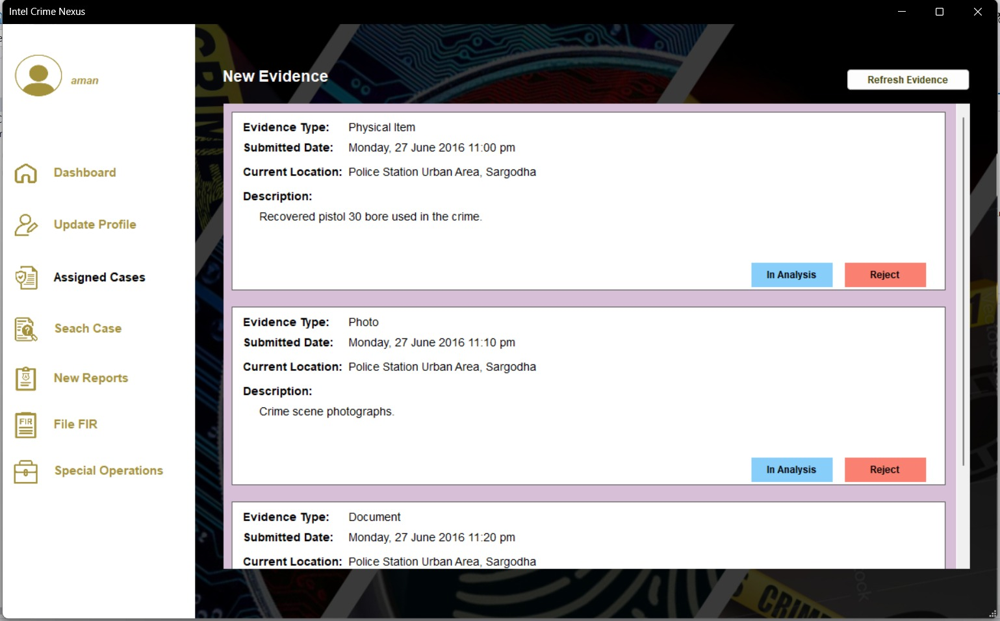 Intel Crime Nexus
aman
Dashboard
Update Profile
Assigned Cases
Seach Case
New Reports
FIR
File FIR
Special Operations
New Evidence
Refresh Evidence
Evidence Type: Physical Item
Submitted Date: Monday, 27 June 2016 11:00 pm
Current Location: Police Station Urban Area, Sargodha
Description:
Recovered pistol 30 bore used in the crime.
In Analysis Reject
Evidence Type: Photo
Submitted Date: Monday, 27 June 2016 11:10 pm
Current Location: Police Station Urban Area, Sargodha
Description:
Crime scene photographs.
In Analysis Reject
Evidence Type: Document
Submitted Date: Monday, 27 June 2016 11:20 pm
Current Location: Police Station Urban Area, Sargodha